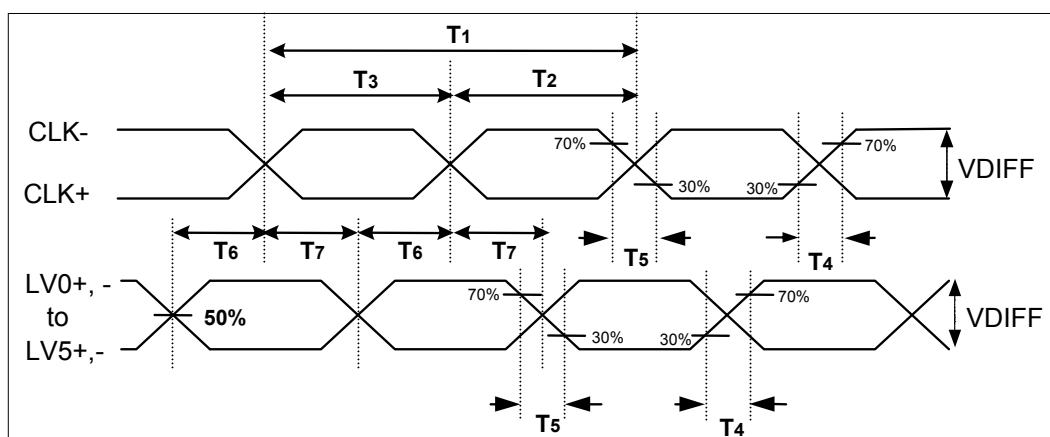 T1
T3 T2
CLK-
70% 70%
VDIFF
30% 30%
CLK+
T6 T7 T6 T7
T5 T4
LV0+, -
70% 70%
to 50% VDIFF
30% 30%
LV5+,-
T5 T4